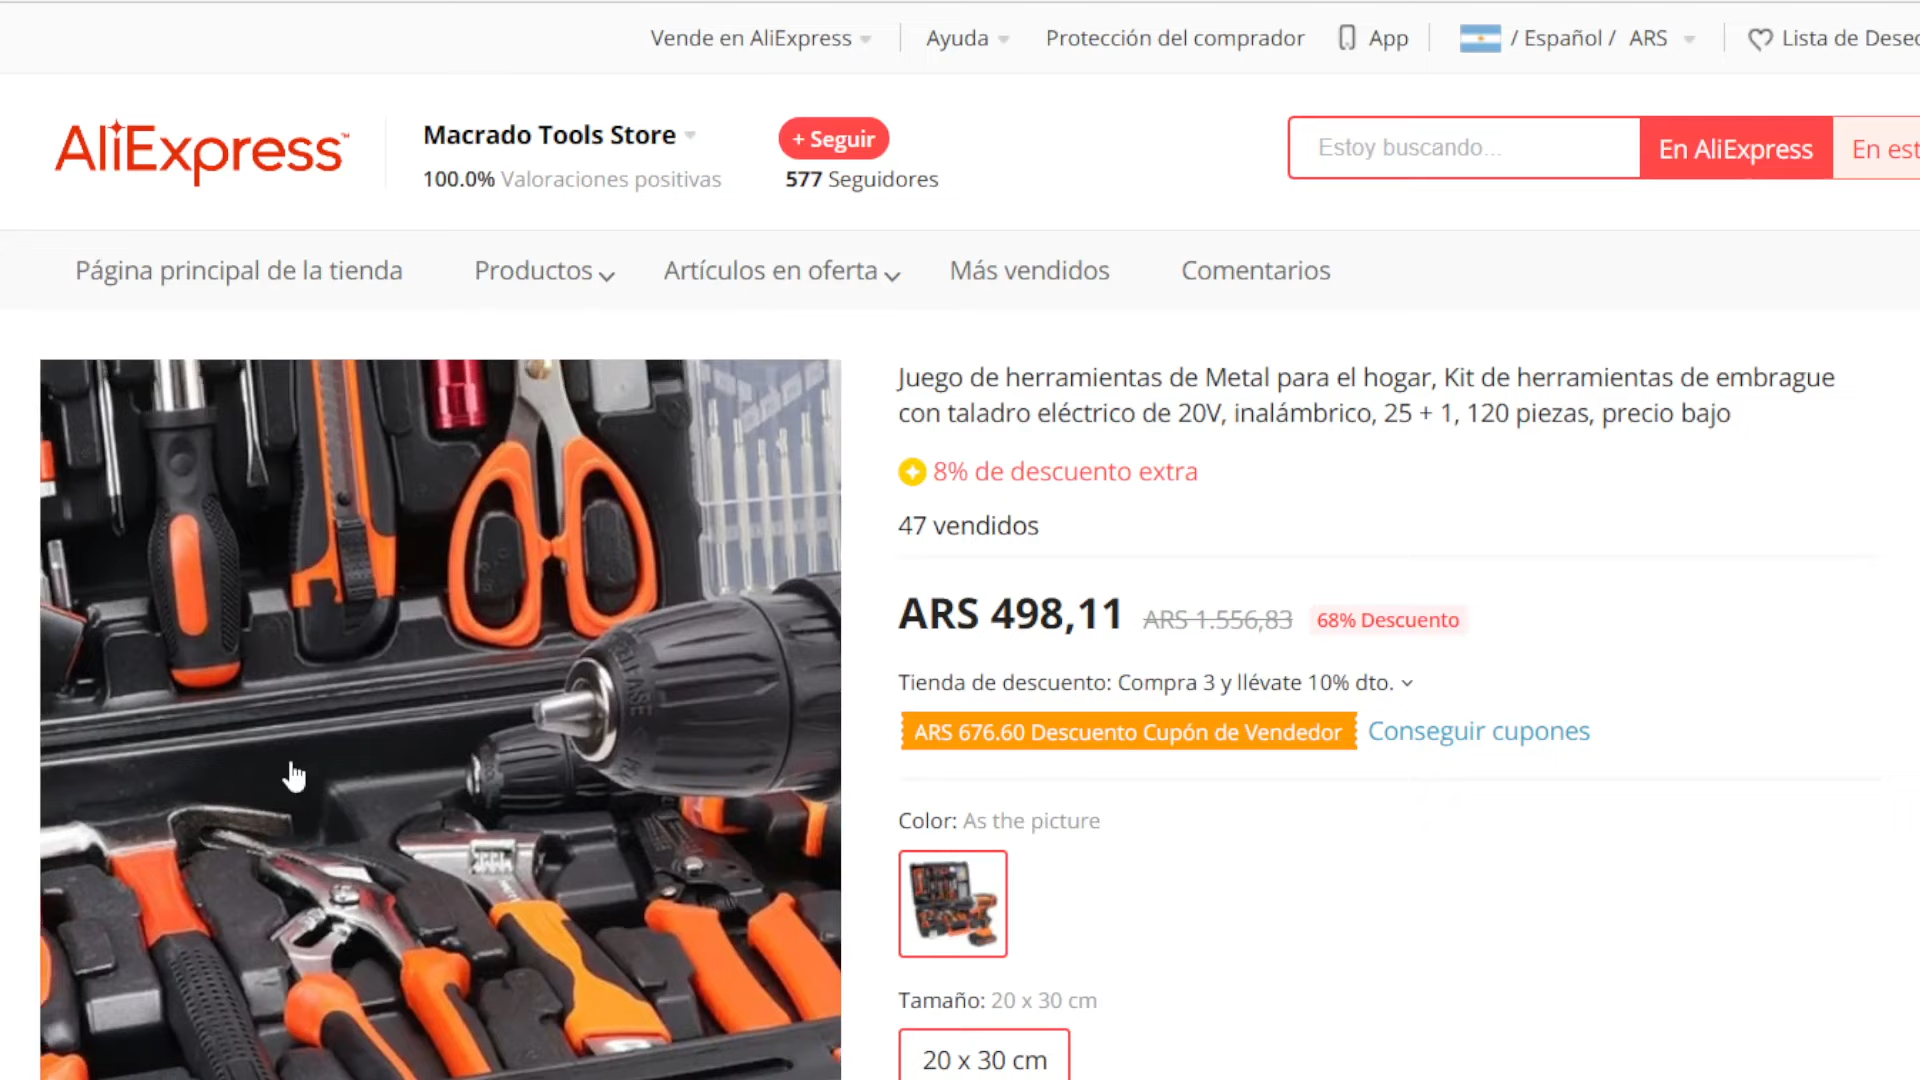 Vende en AliExpress
Ayuda
Protección del comprador
App
/ Español / ARS
Lista de Dese
AliExpress™
Macrado Tools Store
+ Seguir
100.0% Valoraciones positivas
577 Seguidores
Estoy buscando...
En AliExpress
En est
Página principal de la tienda
Productos
Artículos en oferta
Más vendidos
Comentarios
Juego de herramientas de Metal para el hogar, Kit de herramientas de embrague
con taladro eléctrico de 20V, inalámbrico, 25 + 1, 120 piezas, precio bajo
8% de descuento extra
47 vendidos
ARS 498,11 ARS 1.556,83 68% Descuento
Tienda de descuento: Compra 3 y llévate 10% dto.
ARS 676.60 Descuento Cupón de Vendedor Conseguir cupones
Color: As the picture
Tamaño: 20 x 30 cm
20 x 30 cm